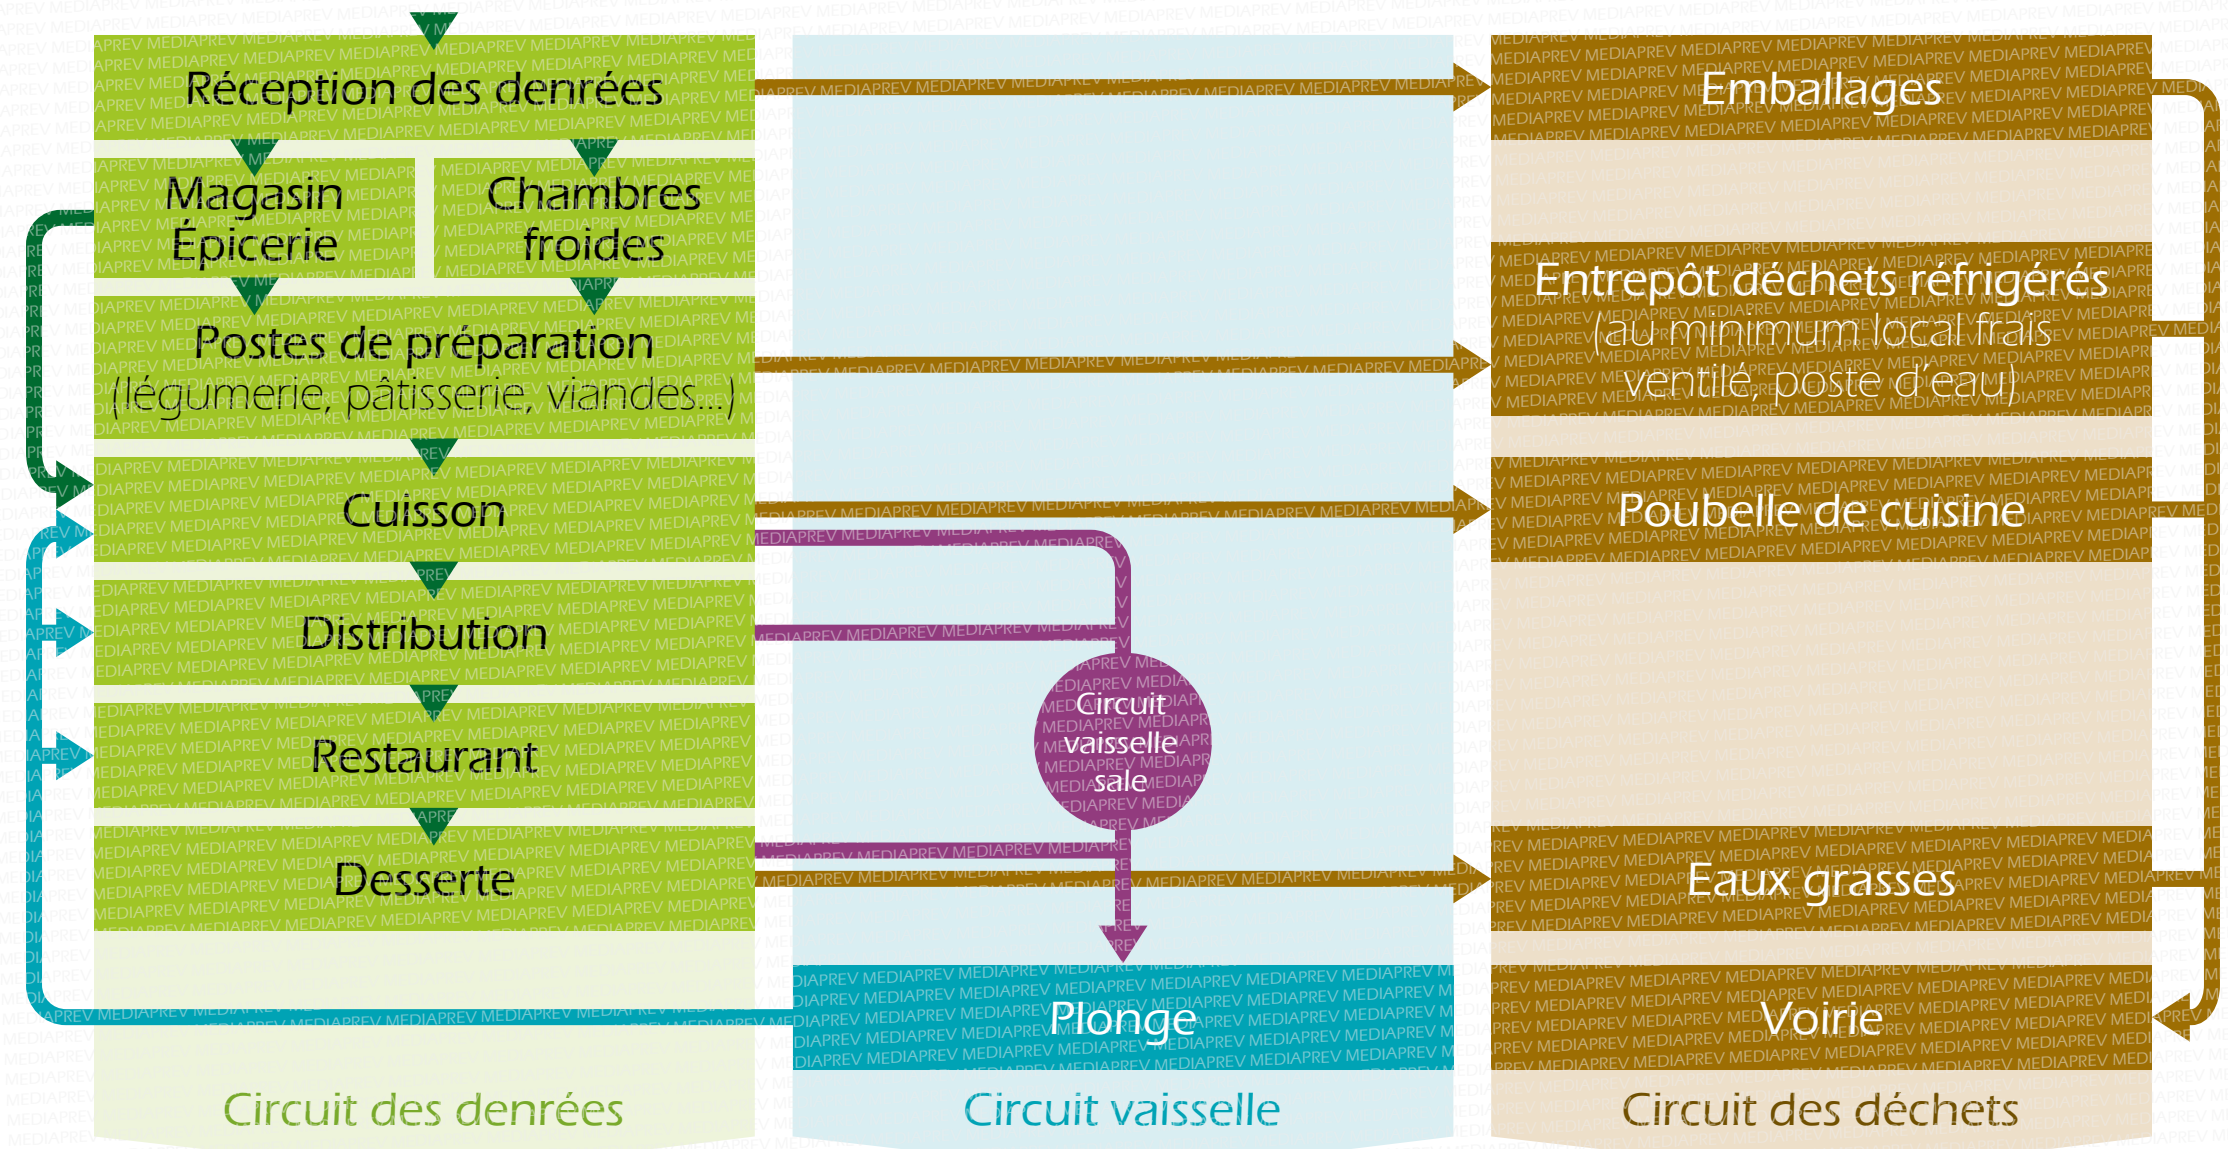 Réception des denrées
Emballages
Magasin
Épicerie
Chambres
froides
Entrepôt déchets réfrigérés
(au minimum local frais
ventilé, poste d'eau)
Postes de préparation
(légumerie, pâtisserie, viandes...)
Cuisson
Poubelle de cuisine
Distribution
Circuit
vaisselle
sale
Restaurant
Desserte
Eaux grasses
Plonge
Voirie
Circuit des denrées
Circuit vaisselle
Circuit des déchets
MEDIAPREV